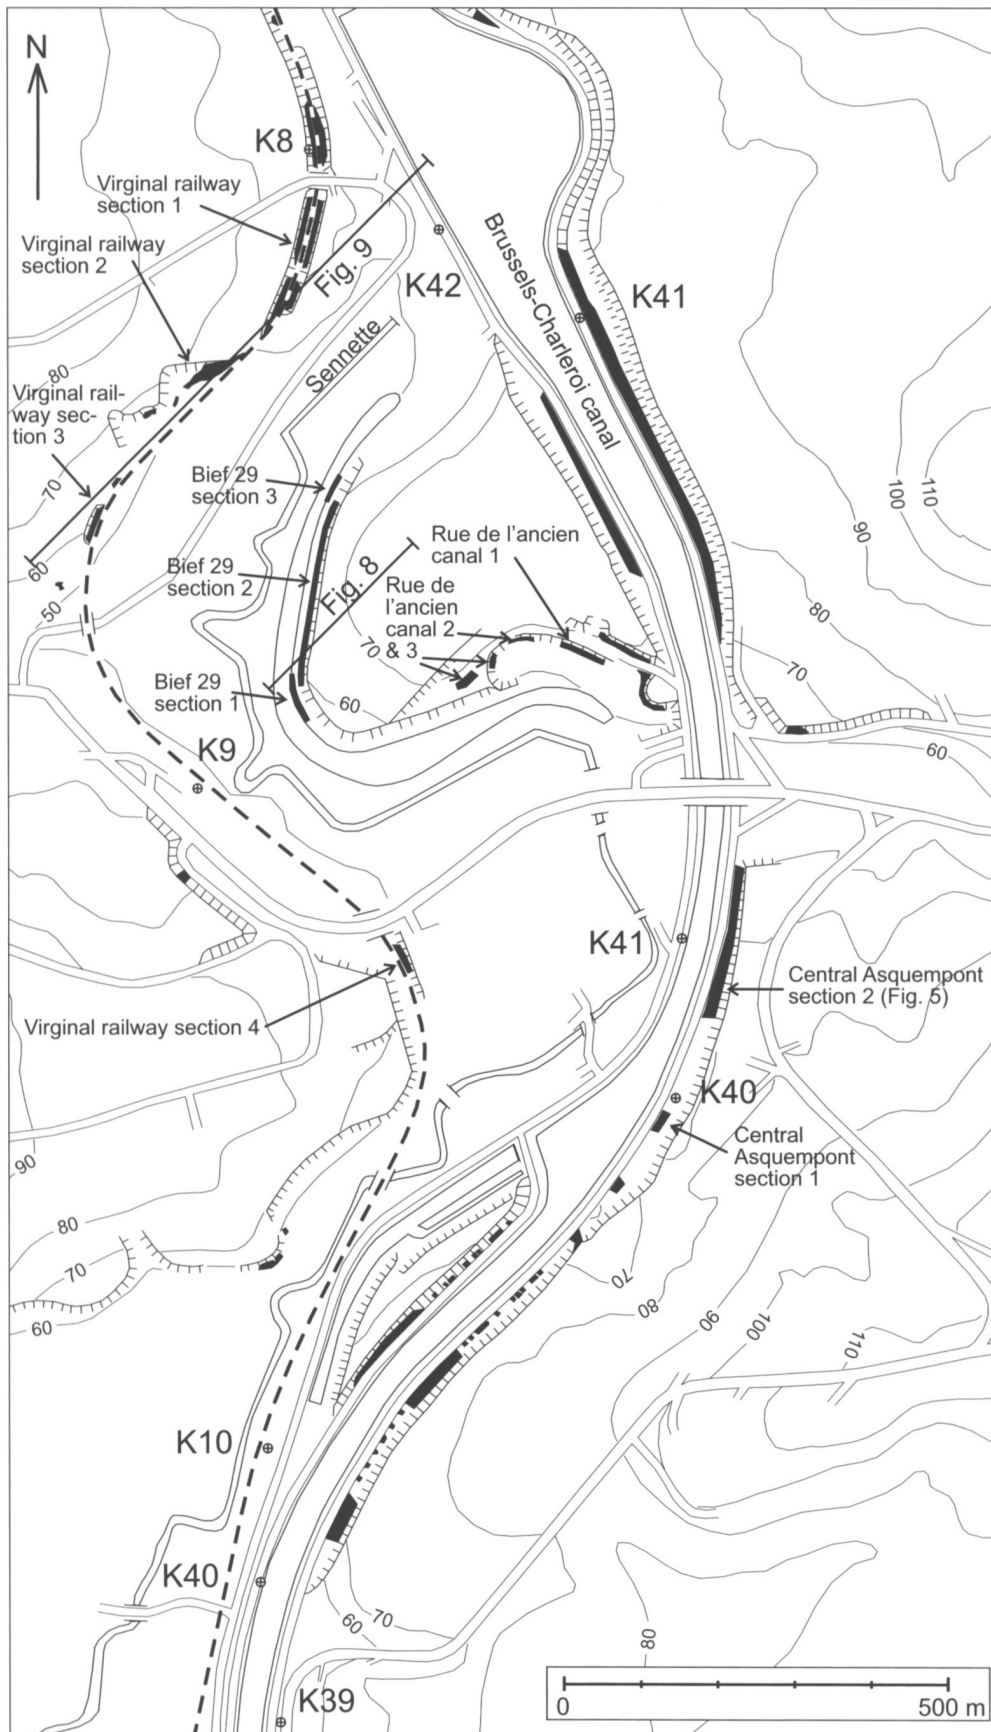 N
K8
Virginal railway
section 1
Virginal railway
section 2
Fig. 9
K42
Brussels-Charleroi canal
K41
Sennette
80
Virginal rail-
way sec-
tion 3
70
60
50
Bief 29
section 3
Bief 29
section 2
Fig. 8
Rue de l'ancien
canal 1
Rue de
l'ancien
canal 2
& 3
70
Bief 29
section 1
60
100
110
90
80
70
60
K9
K41
Central Asquempont
section 2 (Fig. 5)
Virginal railway section 4
K40
Central
Asquempont
section 1
90
80
70
60
70
80
90
100
110
K10
K40
60
70
80
K39
0
500 m